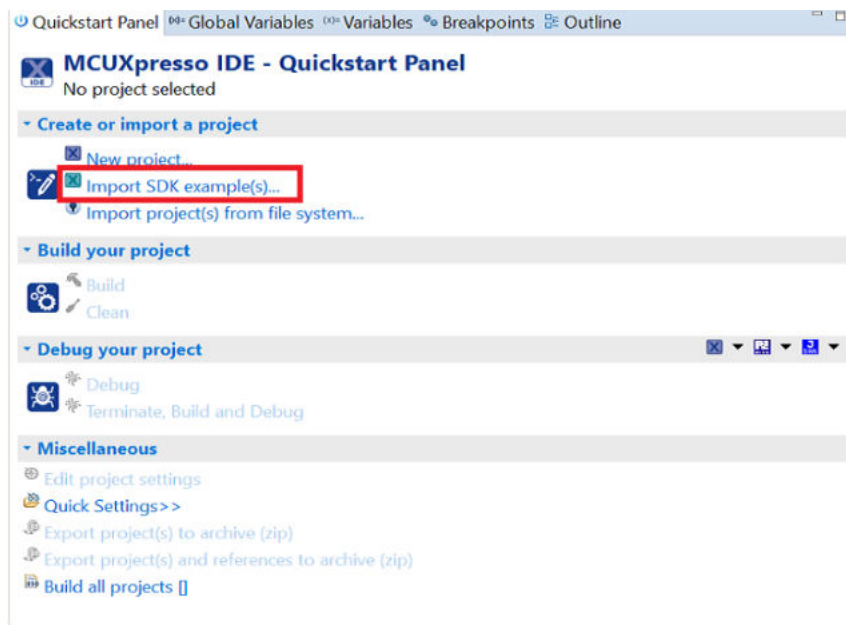 Quickstart Panel Global Variables Variables Breakpoints Outline
IDE
MCUXpresso IDE - Quickstart Panel
No project selected
Create or import a project
New project...
Import SDK example(s)...
Import project(s) from file system...
Build your project
Build
Clean
Debug your project
Debug
Terminate, Build and Debug
Miscellaneous
Edit project settings
Quick Settings>>
Export project(s) to archive (zip)
Export project(s) and references to archive (zip)
Build all projects []